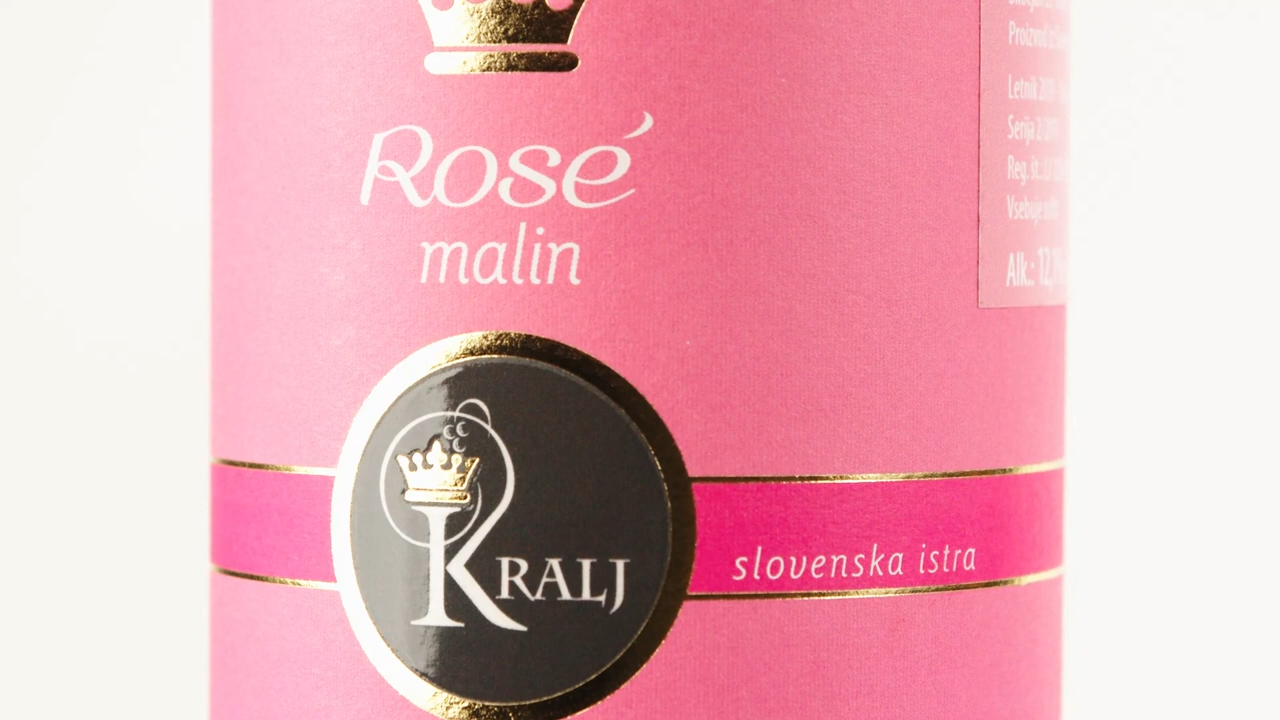 Rosé
malin
KRALJ
slovenska istra
Proizvod
Letnik
Serija
Reg. št.:
Vsebuje
Alk.: 12,